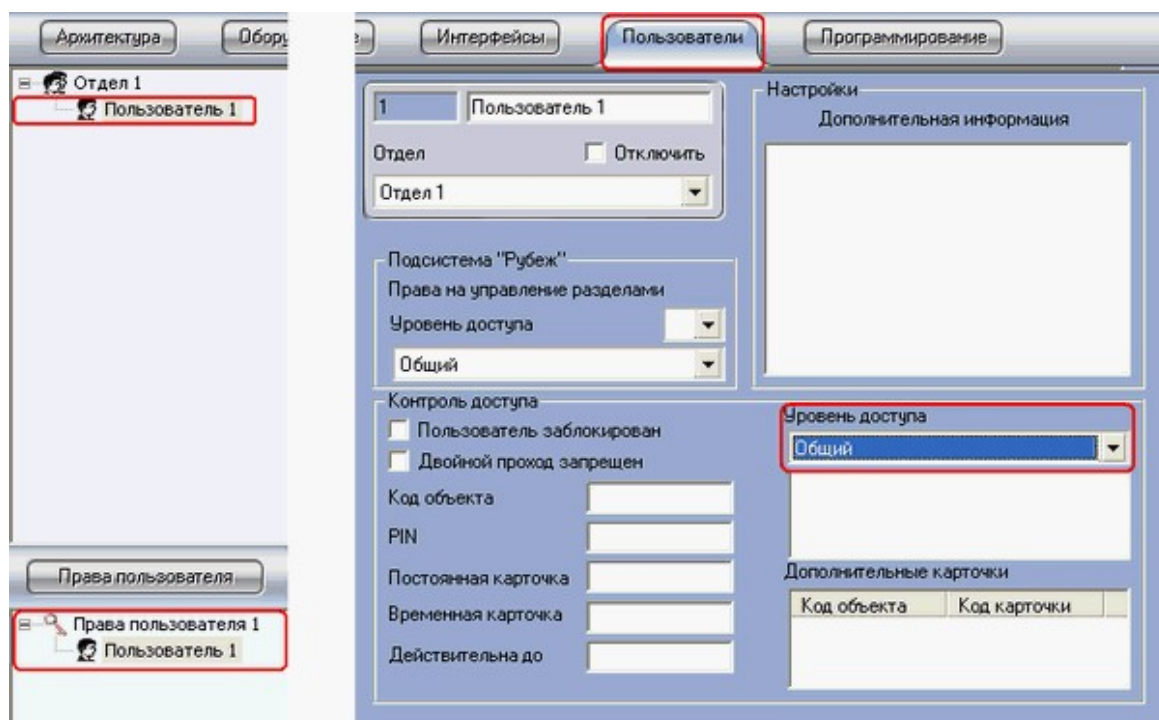 Архитектура Обору е Интерфейсы Пользователи Программирование
Отдел 1
Пользователь 1
Права пользователя
Права пользователя 1
Пользователь 1
1 Пользователь 1
Отдел Отключить
Отдел 1
Настройки
Дополнительная информация
Подсистема "Рубеж"
Права на управление разделами
Уровень доступа
Общий
Контроль доступа
Пользователь заблокирован
Двойной проход запрещен
Код объекта
PIN
Постоянная карточка
Временная карточка
Действительна до
Уровень доступа
Общий
Дополнительные карточки
Код объекта Код карточки